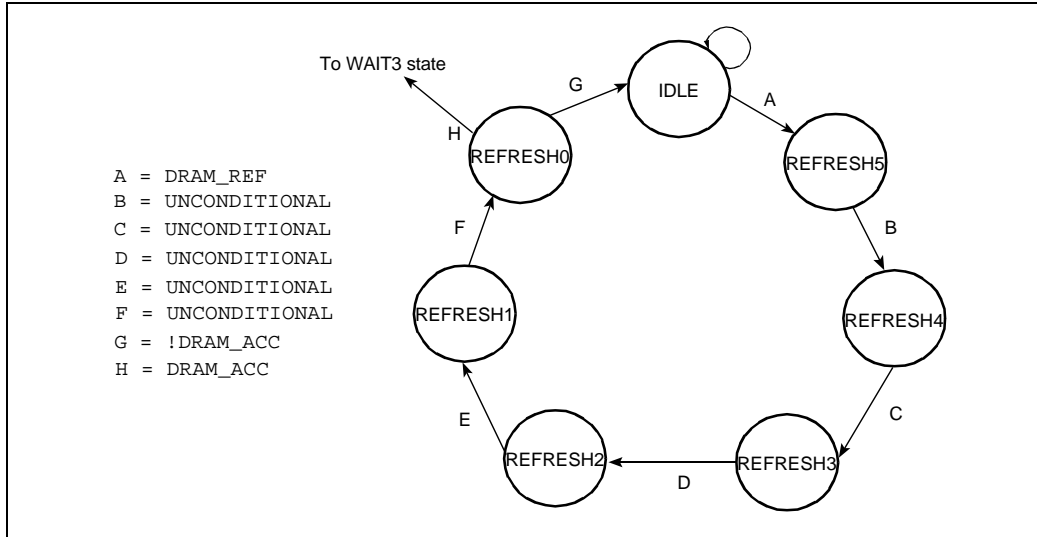 To WAIT3 state
G
IDLE
A
H
REFRESH0
REFRESH5
A = DRAM_REF
B = UNCONDITIONAL
C = UNCONDITIONAL
D = UNCONDITIONAL
E = UNCONDITIONAL
F = UNCONDITIONAL
G = !DRAM_ACC
H = DRAM_ACC
F
B
REFRESH1
REFRESH4
E
C
REFRESH2
D
REFRESH3